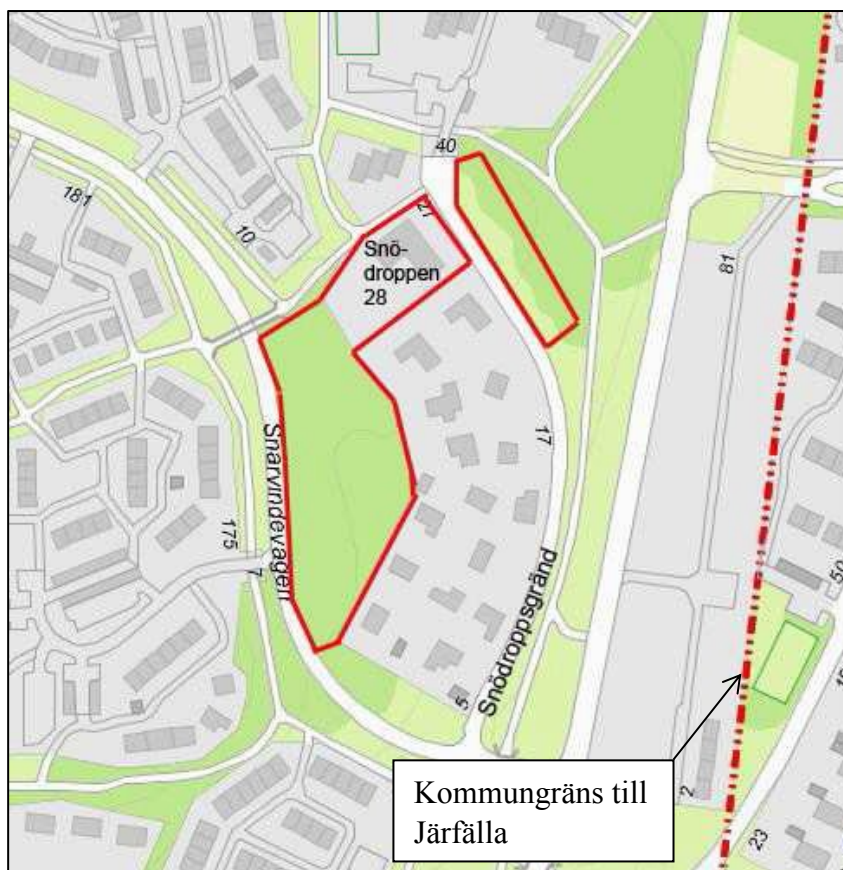 40
181
10
27
Snö-
droppen
28
81
17
Snarvindevägen
175
7
50
Snödroppsgränd
5
2
Kommungräns till
Järfälla
23